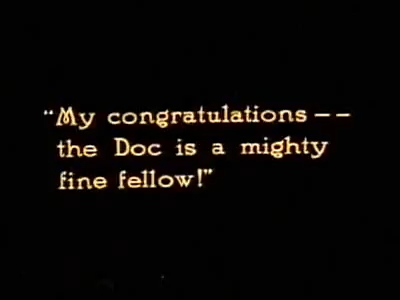 "My congratulations--
the Doc is a mighty
fine fellow!"